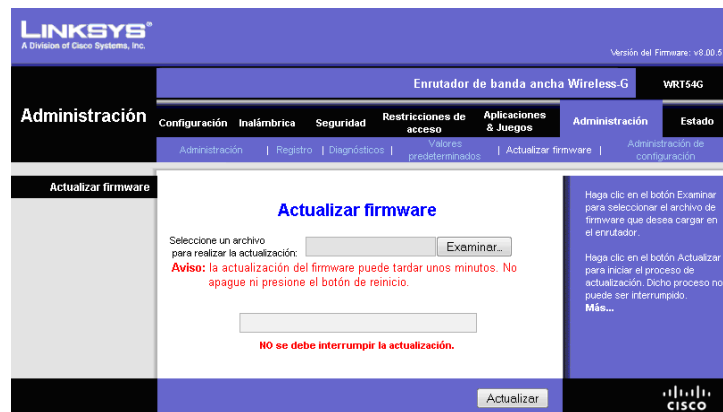 LINKSYS®
A Division of Cisco Systems, Inc.
Versión del Firmware: v8.00.5
Enrutador de banda ancha Wireless-G WRT54G
Administración
Configuración Inalámbrica Seguridad Restricciones de acceso Aplicaciones & Juegos Administración Estado
Administración | Registro | Diagnósticos | Valores predeterminados | Actualizar firmware | Administración de configuración
Actualizar firmware
Actualizar firmware
Seleccione un archivo
para realizar la actualización: Examinar...
Aviso: la actualización del firmware puede tardar unos minutos. No
apague ni presione el botón de reinicio.
NO se debe interrumpir la actualización.
Haga clic en el botón Examinar
para seleccionar el archivo de
firmware que desea cargar en
el enrutador.
Haga clic en el botón Actualizar
para iniciar el proceso de
actualización. Dicho proceso no
puede ser interrumpido.
Más...
Actualizar
CISCO